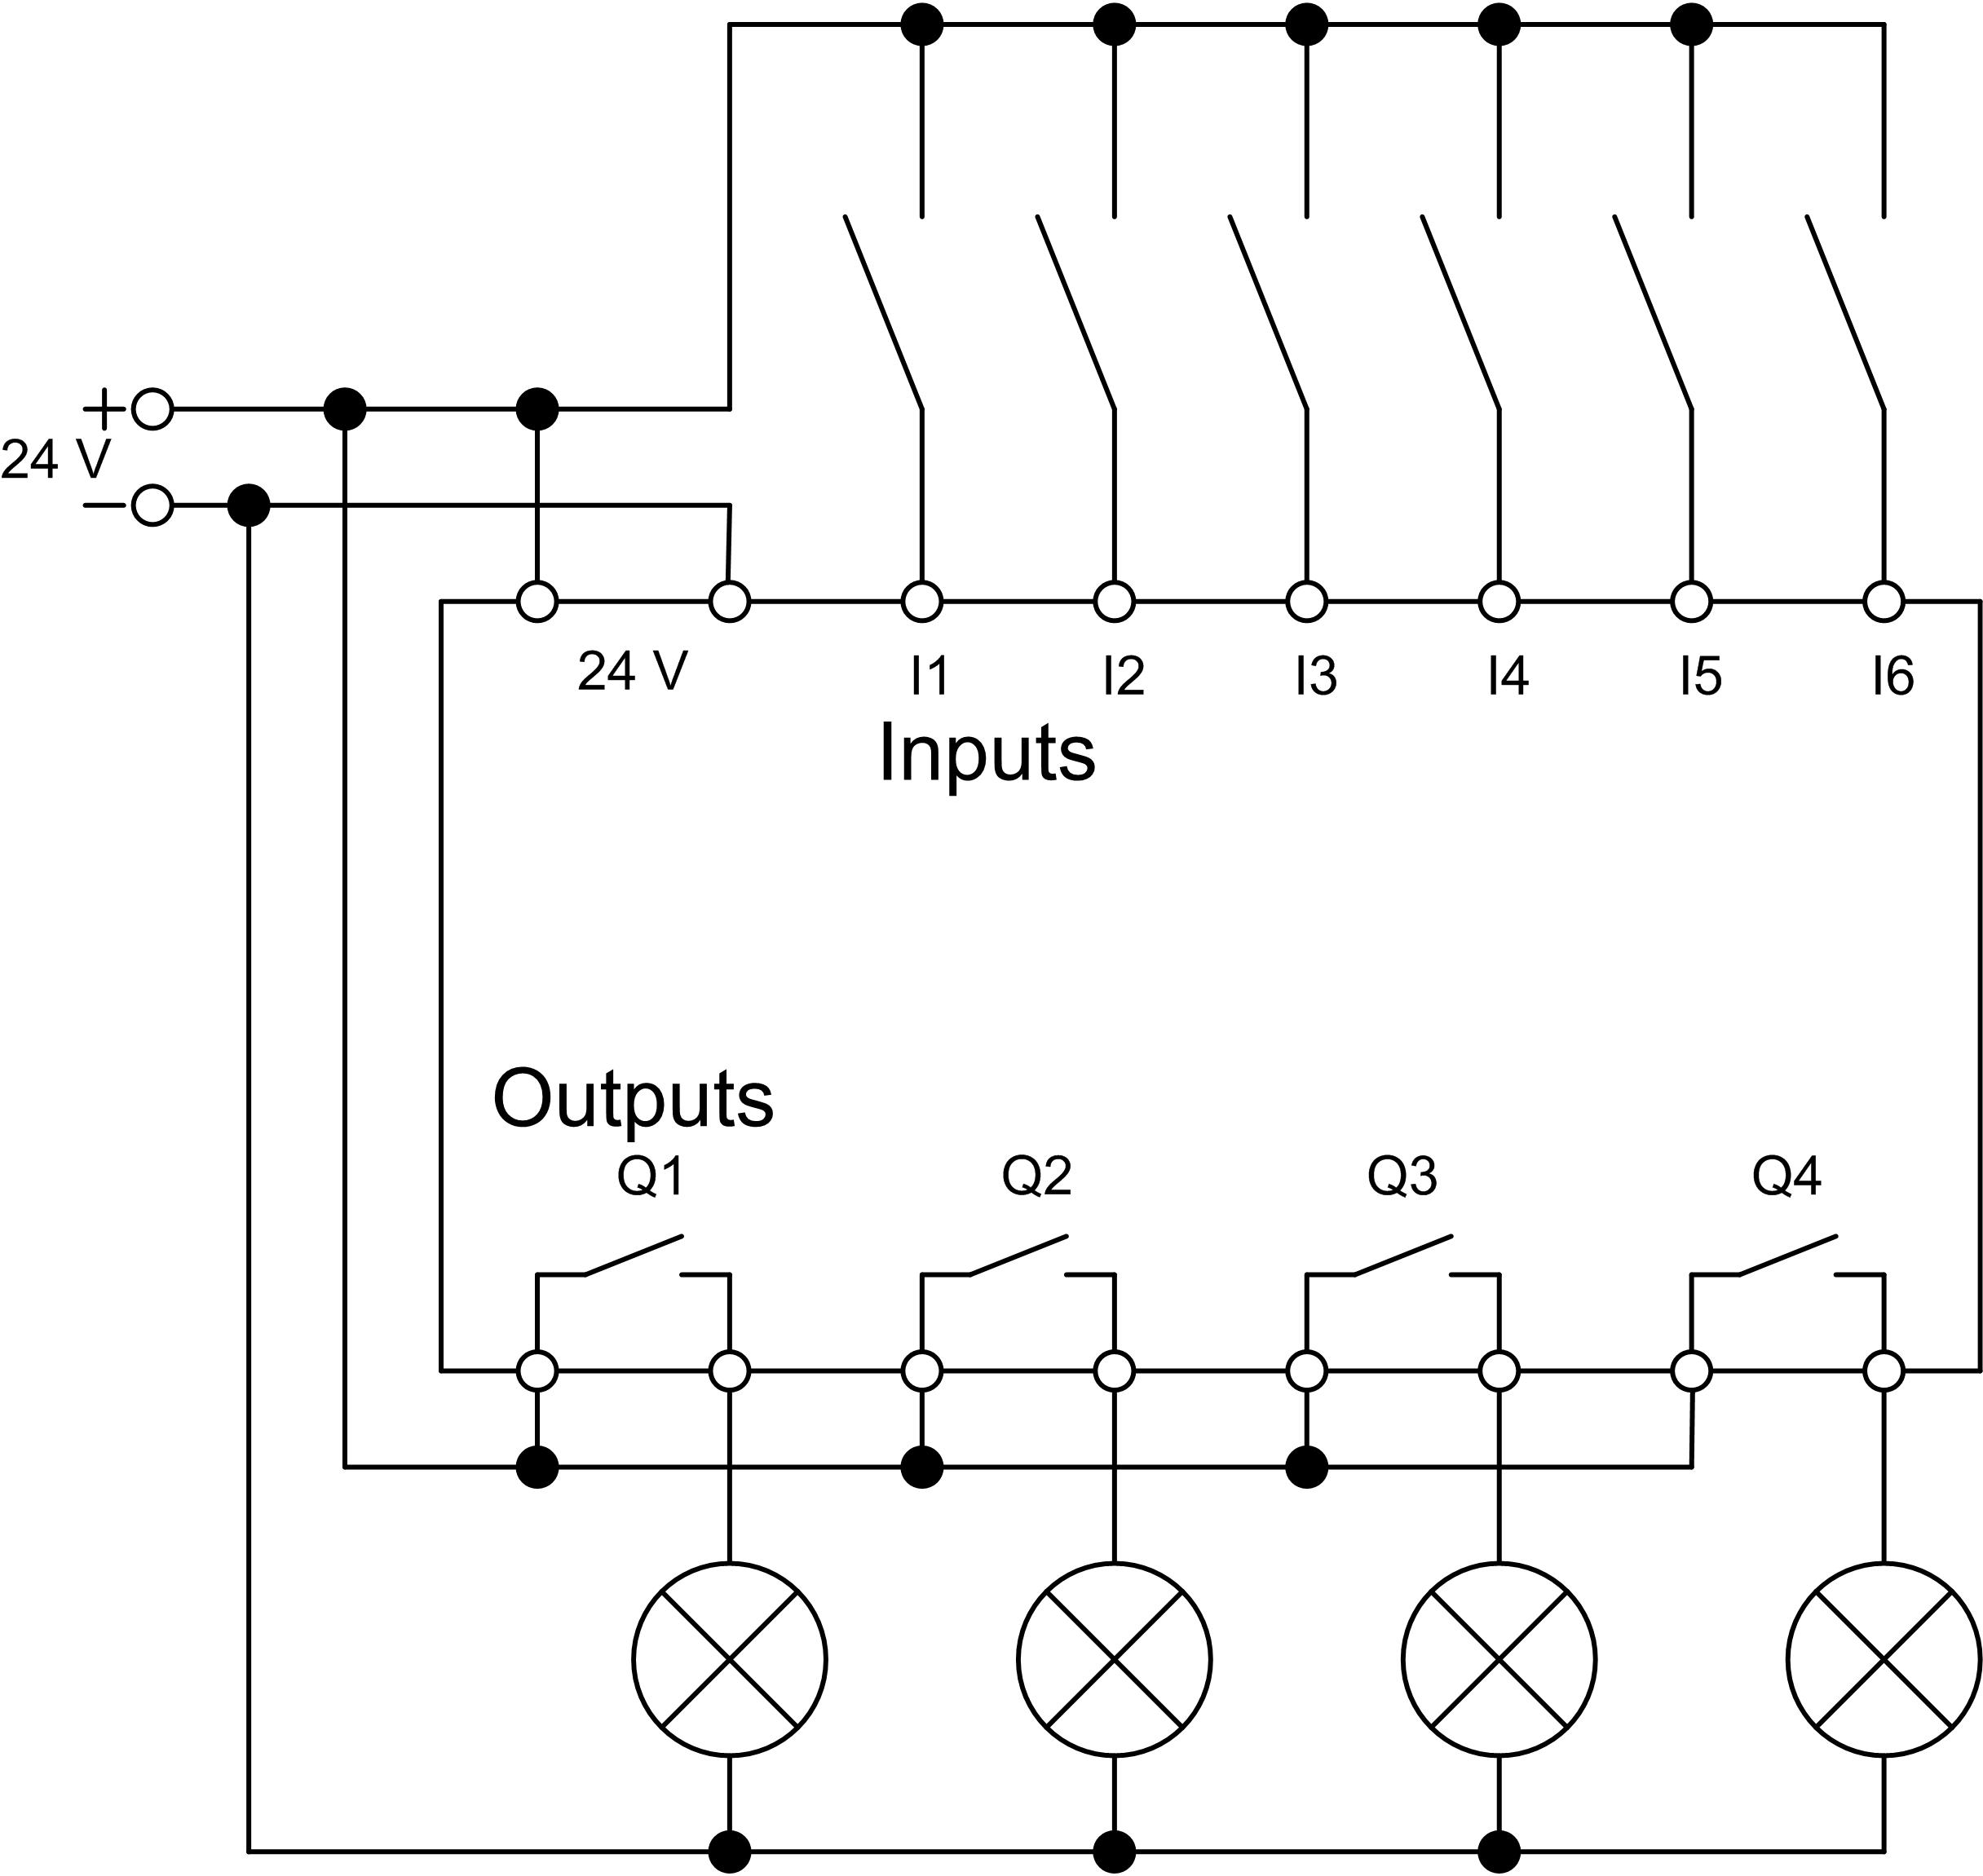 +
24 V
−
24 V
I1 I2 I3 I4 I5 I6
Inputs
Outputs
Q1 Q2 Q3 Q4